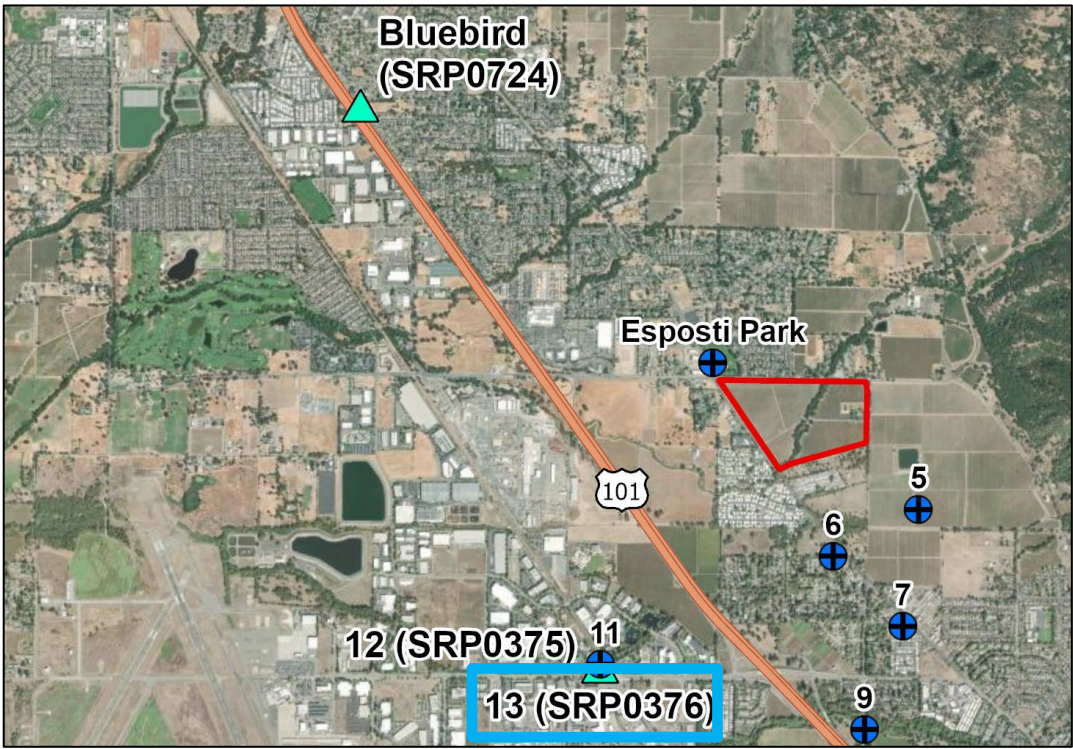 Bluebird
(SRP0724)
Esposti Park
101
5
6
7
11
12 (SRP0375)
13 (SRP0376)
9